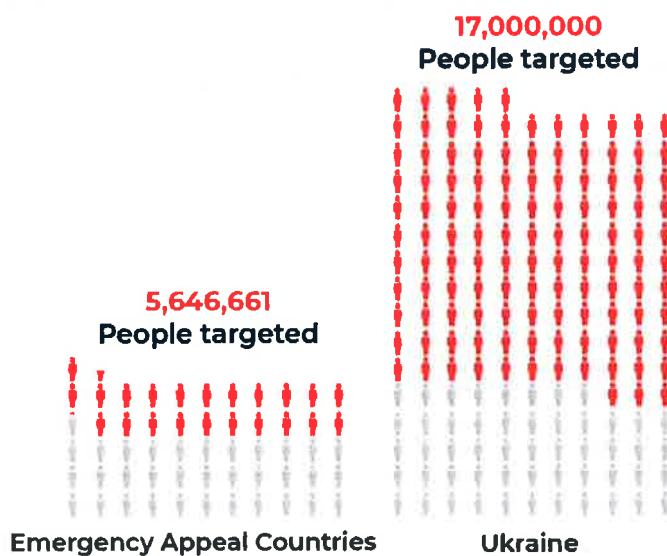 17,000,000
People targeted
5,646,661
People targeted
Emergency Appeal Countries
Ukraine